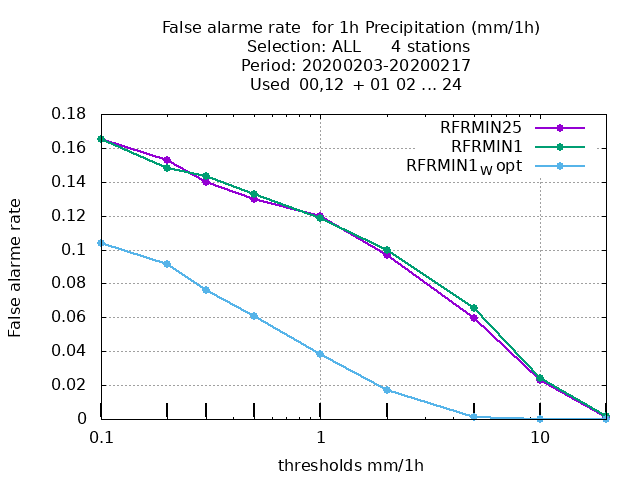 False alarme rate  for 1h Precipitation (mm/1h)
Selection: ALL      4 stations
Period: 20200203-20200217
Used  00,12  + 01 02 ... 24
RFRMIN25
RFRMIN1
RFRMIN1W opt
False alarme rate
0.18
0.16
0.14
0.12
0.1
0.08
0.06
0.04
0.02
0
0.1
1
10
thresholds mm/1h